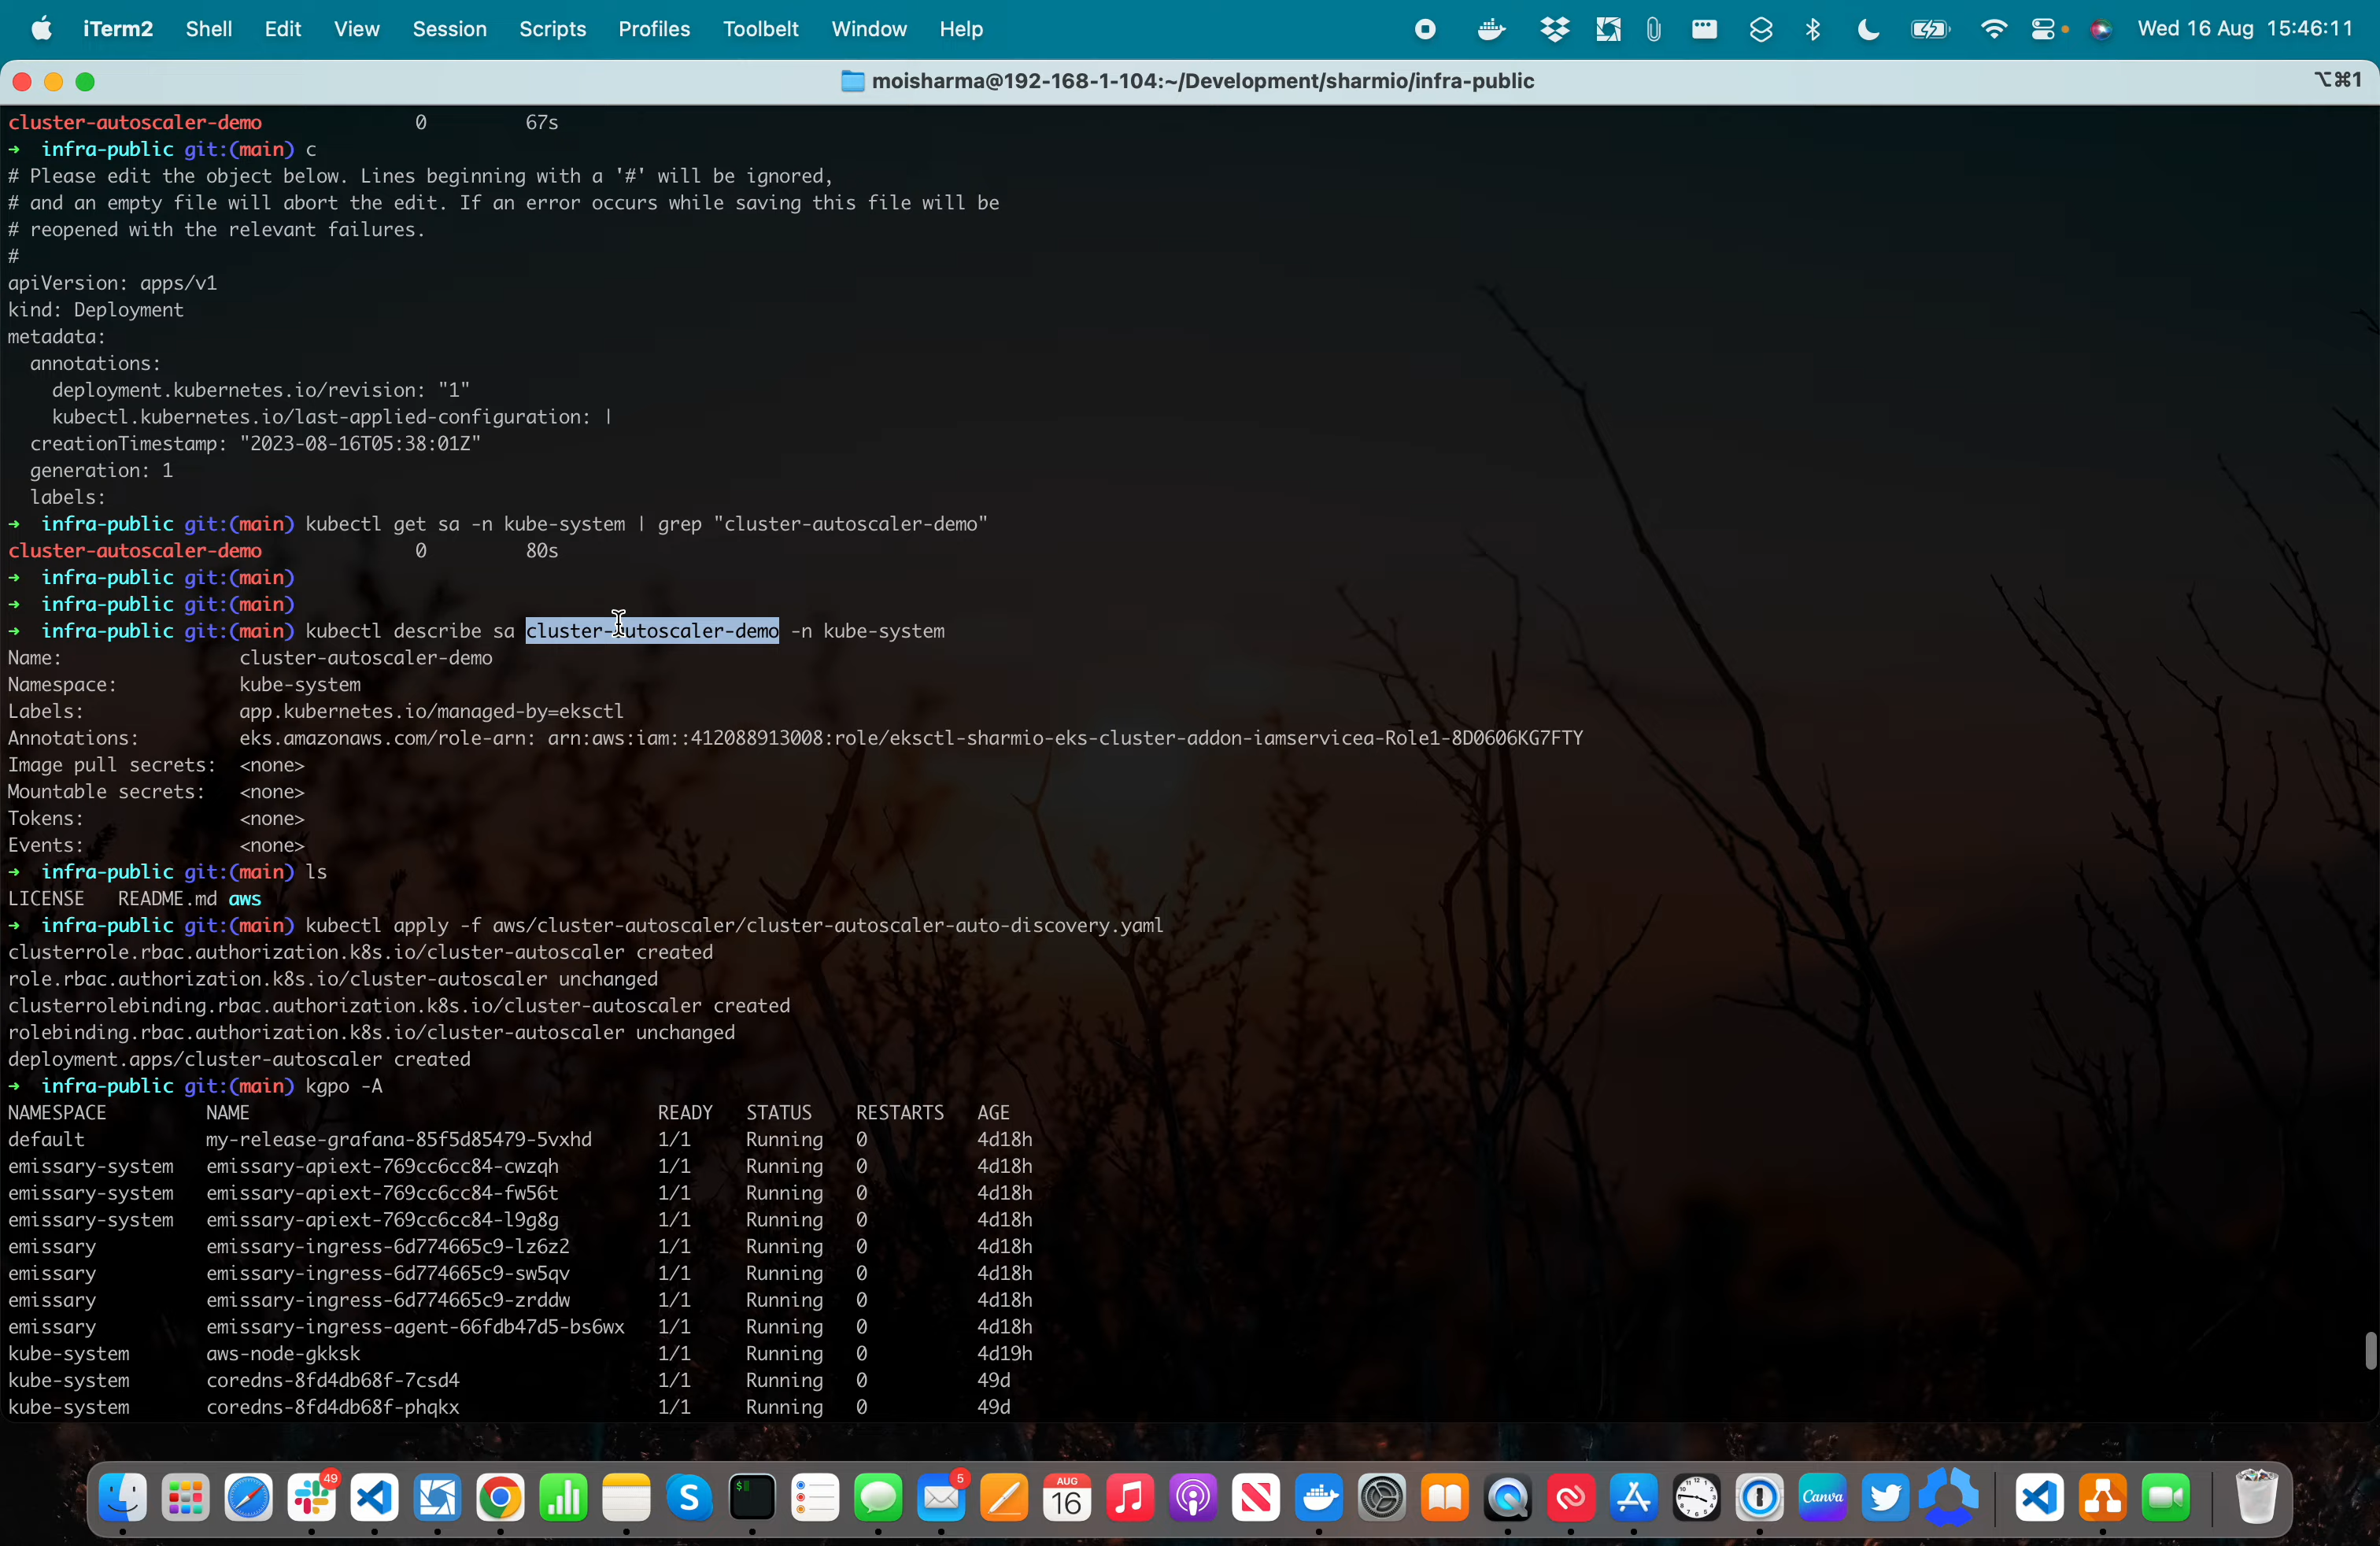 iTerm2 Shell Edit View Session Scripts Profiles Toolbelt Window Help Wed 16 Aug 15:46:11
moisharma@192-168-1-104:~/Development/sharmio/infra-public ⌥⌘1
cluster-autoscaler-demo 0 67s
→ infra-public git:(main) c
# Please edit the object below. Lines beginning with a '#' will be ignored,
# and an empty file will abort the edit. If an error occurs while saving this file will be
# reopened with the relevant failures.
#
apiVersion: apps/v1
kind: Deployment
metadata:
  annotations:
    deployment.kubernetes.io/revision: "1"
    kubectl.kubernetes.io/last-applied-configuration: |
  creationTimestamp: "2023-08-16T05:38:01Z"
  generation: 1
  labels:
→ infra-public git:(main) kubectl get sa -n kube-system | grep "cluster-autoscaler-demo"
cluster-autoscaler-demo 0 80s
→ infra-public git:(main)
→ infra-public git:(main)
→ infra-public git:(main) kubectl describe sa cluster-autoscaler-demo -n kube-system
Name: cluster-autoscaler-demo
Namespace: kube-system
Labels: app.kubernetes.io/managed-by=eksctl
Annotations: eks.amazonaws.com/role-arn: arn:aws:iam::412088913008:role/eksctl-sharmio-eks-cluster-addon-iamservicea-Role1-8D0606KG7FTY
Image pull secrets: <none>
Mountable secrets: <none>
Tokens: <none>
Events: <none>
→ infra-public git:(main) ls
LICENSE README.md aws
→ infra-public git:(main) kubectl apply -f aws/cluster-autoscaler/cluster-autoscaler-auto-discovery.yaml
clusterrole.rbac.authorization.k8s.io/cluster-autoscaler created
role.rbac.authorization.k8s.io/cluster-autoscaler unchanged
clusterrolebinding.rbac.authorization.k8s.io/cluster-autoscaler created
rolebinding.rbac.authorization.k8s.io/cluster-autoscaler unchanged
deployment.apps/cluster-autoscaler created
→ infra-public git:(main) kgpo -A
NAMESPACE NAME READY STATUS RESTARTS AGE
default my-release-grafana-85f5d85479-5vxhd 1/1 Running 0 4d18h
emissary-system emissary-apiext-769cc6cc84-cwzqh 1/1 Running 0 4d18h
emissary-system emissary-apiext-769cc6cc84-fw56t 1/1 Running 0 4d18h
emissary-system emissary-apiext-769cc6cc84-l9g8g 1/1 Running 0 4d18h
emissary emissary-ingress-6d774665c9-lz6z2 1/1 Running 0 4d18h
emissary emissary-ingress-6d774665c9-sw5qv 1/1 Running 0 4d18h
emissary emissary-ingress-6d774665c9-zrddw 1/1 Running 0 4d18h
emissary emissary-ingress-agent-66fdb47d5-bs6wx 1/1 Running 0 4d18h
kube-system aws-node-gkksk 1/1 Running 0 4d19h
kube-system coredns-8fd4db68f-7csd4 1/1 Running 0 49d
kube-system coredns-8fd4db68f-phqkx 1/1 Running 0 49d
49 S $ 5 AUG 16 Canva